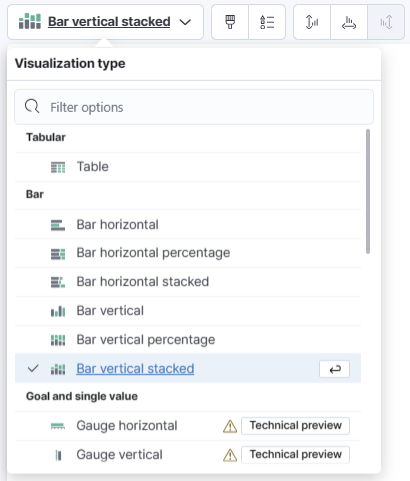 Bar vertical stacked
Visualization type
Filter options
Tabular
Table
Bar
Bar horizontal
Bar horizontal percentage
Bar horizontal stacked
Bar vertical
Bar vertical percentage
Bar vertical stacked
Goal and single value
Gauge horizontal Technical preview
Gauge vertical Technical preview